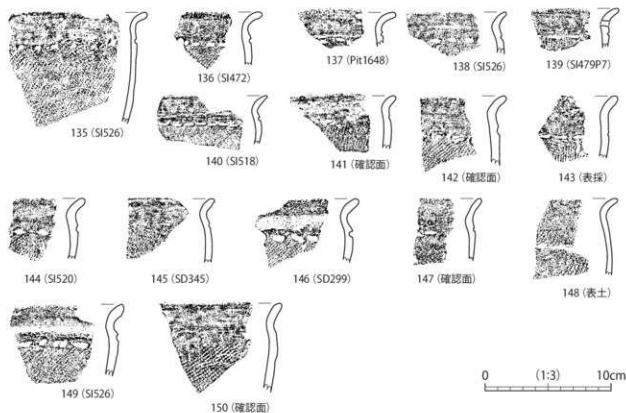 135 (SI526)
136 (SI472)
137 (Pit1648)
138 (SI526)
139 (SI479P7)
140 (SI518)
141 (確認面)
142 (確認面)
143 (表採)
144 (SI520)
145 (SD345)
146 (SD299)
147 (確認面)
148 (表土)
149 (SI526)
150 (確認面)
0 (1:3) 10cm